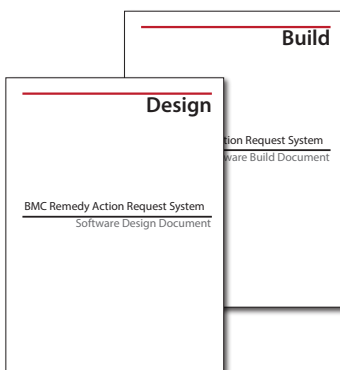 Build
tion Request System
ware Build Document
Design
BMC Remedy Action Request System
Software Design Document